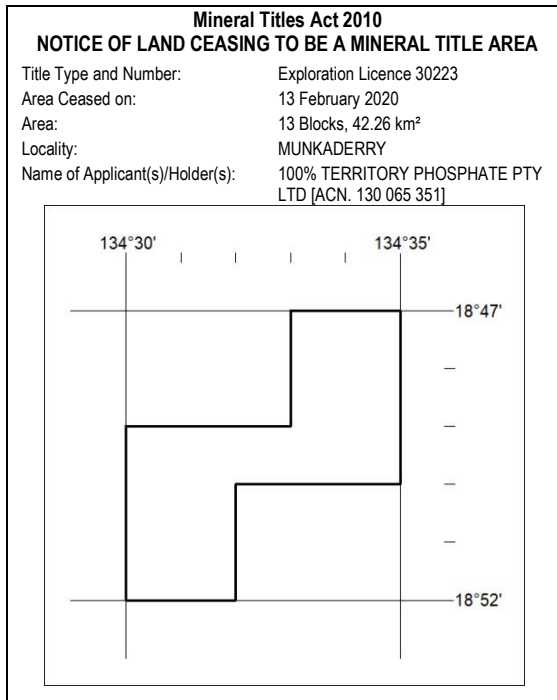 Mineral Titles Act 2010
NOTICE OF LAND CEASING TO BE A MINERAL TITLE AREA
Title Type and Number: Exploration Licence 30223
Area Ceased on: 13 February 2020
Area: 13 Blocks, 42.26 km²
Locality: MUNKADERRY
Name of Applicant(s)/Holder(s): 100% TERRITORY PHOSPHATE PTY
LTD [ACN. 130 065 351]
134°30' 134°35'
18°47'
18°52'